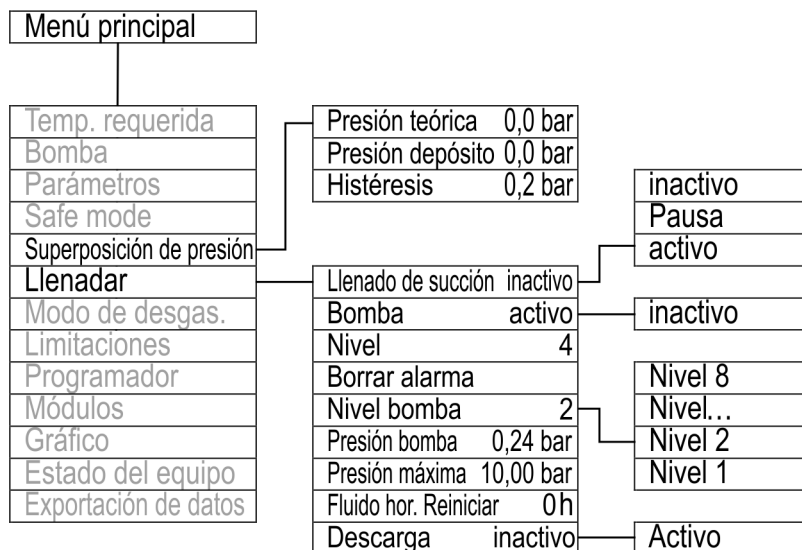 Menú principal
Temp. requerida
Bomba
Parámetros
Safe mode
Superposición de presión
Llenadar
Modo de desgas.
Limitaciones
Programador
Módulos
Gráfico
Estado del equipo
Exportación de datos
Presión teórica 0,0 bar
Presión depósito 0,0 bar
Histéresis 0,2 bar
Llenado de succión inactivo
Bomba activo
Nivel 4
Borrar alarma
Nivel bomba 2
Presión bomba 0,24 bar
Presión máxima 10,00 bar
Fluido hor. Reiniciar 0h
Descarga inactivo
inactivo
Pausa
activo
inactivo
Nivel 8
Nivel...
Nivel 2
Nivel 1
Activo